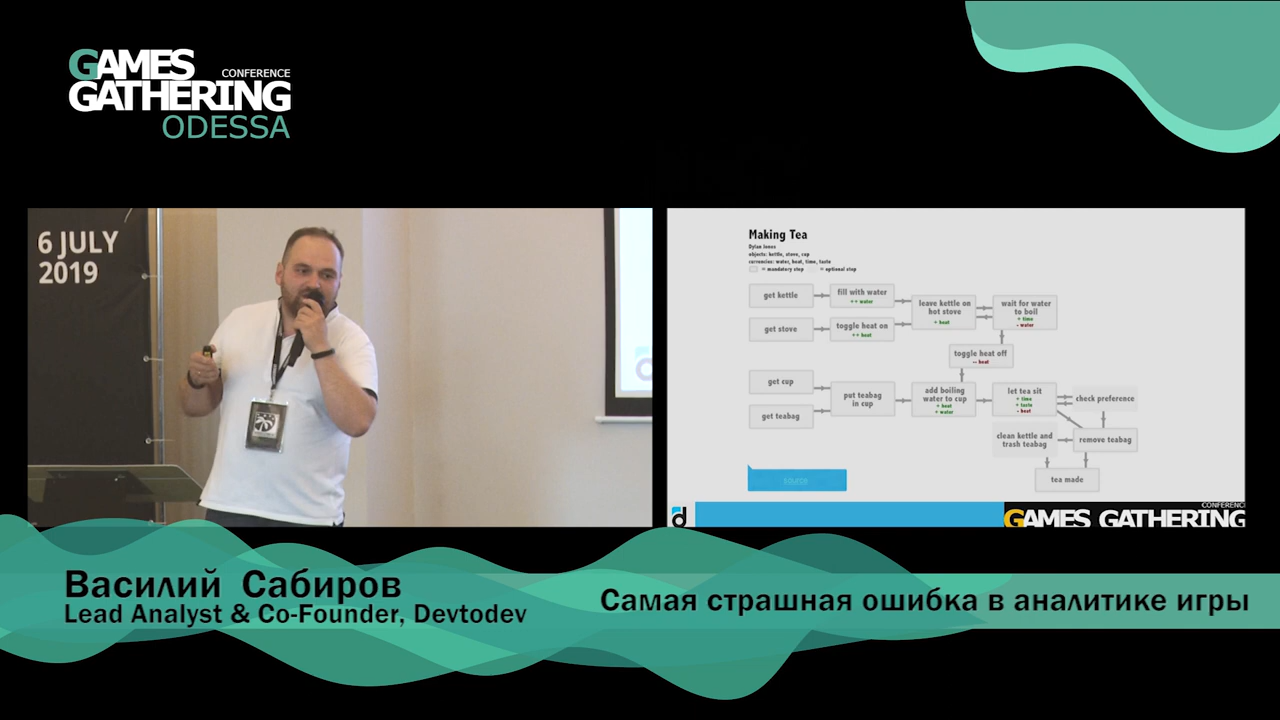 GAMES
CONFERENCE
GATHERING
ODESSA
6 JULY
2019
Making Tea
Dylan Jones
objects: kettle, stove, cup
currencies: water, heat, time, taste
= mandatory step = optional step
get kettle
fill with water
++ water
leave kettle on
hot stove
+ heat
wait for water
to boil
+ time
- water
get stove
toggle heat on
++ heat
toggle heat off
-- heat
get cup
put teabag
in cup
add boiling
water to cup
+ heat
+ water
let tea sit
+ time
+ taste
- heat
check preference
get teabag
clean kettle and
trash teabag
remove teabag
tea made
d
CONFERENC
GAMES GATHERING
Василий Сабиров
Lead Analyst & Co-Founder, Devtodev
Самая страшная ошибка в аналитике игры